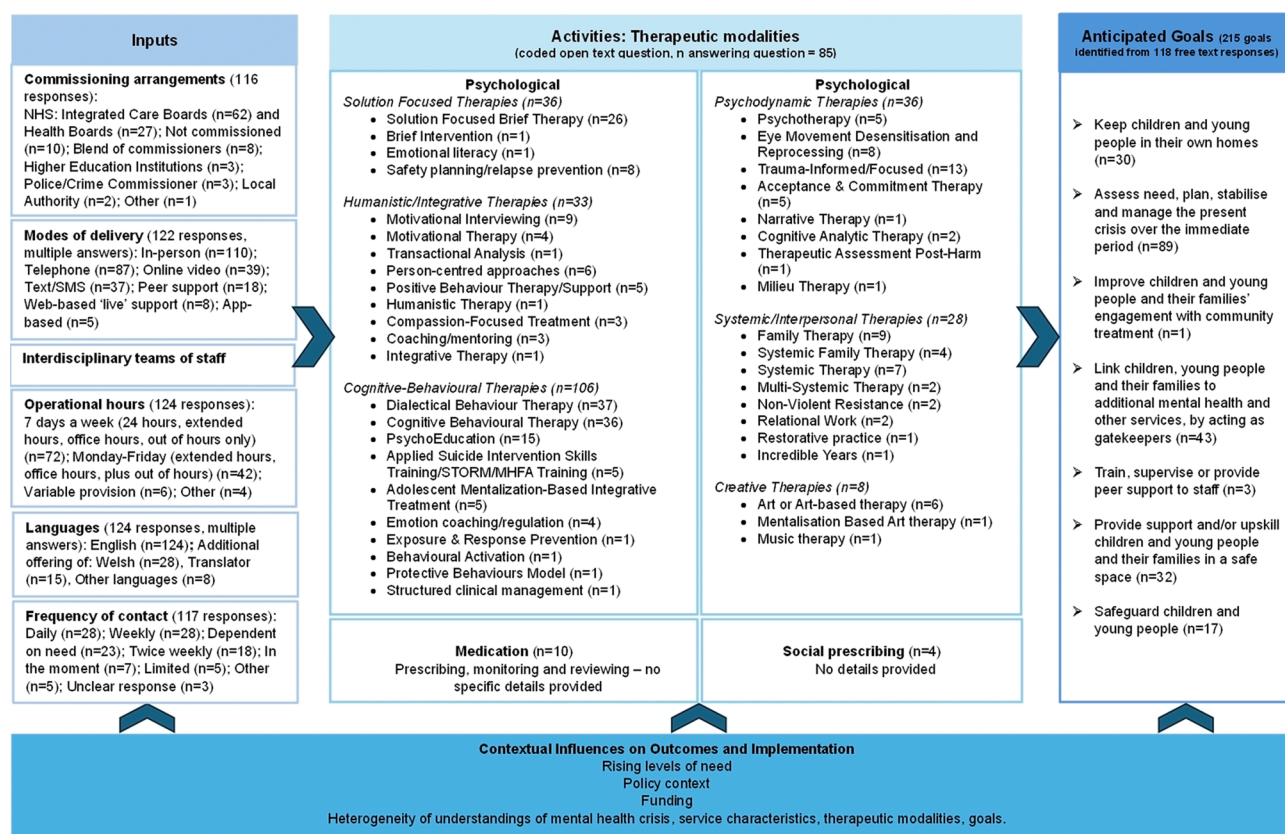 Inputs
Commissioning arrangements (116
responses):
NHS: Integrated Care Boards (n=62) and
Health Boards (n=27); Not commissioned
(n=10); Blend of commissioners (n=8);
Higher Education Institutions (n=3);
Police/Crime Commissioner (n=3); Local
Authority (n=2); Other (n=1)
Modes of delivery (122 responses,
multiple answers): In-person (n=110);
Telephone (n=87); Online video (n=39);
Text/SMS (n=37); Peer support (n=18);
Web-based ‘live’ support (n=8); App-
based (n=5)
Interdisciplinary teams of staff
Operational hours (124 responses):
7 days a week (24 hours, extended
hours, office hours, out of hours only)
(n=72); Monday-Friday (extended hours,
office hours, plus out of hours) (n=42);
Variable provision (n=6); Other (n=4)
Languages (124 responses, multiple
answers): English (n=124); Additional
offering of: Welsh (n=28), Translator
(n=15), Other languages (n=8)
Frequency of contact (117 responses):
Daily (n=28); Weekly (n=28); Dependent
on need (n=23); Twice weekly (n=18); In
the moment (n=7); Limited (n=5); Other
(n=5); Unclear response (n=3)
Activities: Therapeutic modalities
(coded open text question, n answering question = 85)
Psychological
Solution Focused Therapies (n=36)
• Solution Focused Brief Therapy (n=26)
• Brief Intervention (n=1)
• Emotional literacy (n=1)
• Safety planning/relapse prevention (n=8)
Humanistic/Integrative Therapies (n=33)
• Motivational Interviewing (n=9)
• Motivational Therapy (n=4)
• Transactional Analysis (n=1)
• Person-centred approaches (n=6)
• Positive Behaviour Therapy/Support (n=5)
• Humanistic Therapy (n=1)
• Compassion-Focused Treatment (n=3)
• Coaching/mentoring (n=3)
• Integrative Therapy (n=1)
Cognitive-Behavioural Therapies (n=106)
• Dialectical Behaviour Therapy (n=37)
• Cognitive Behavioural Therapy (n=36)
• PsychoEducation (n=15)
• Applied Suicide Intervention Skills
Training/STORM/MHFA Training (n=5)
• Adolescent Mentalization-Based Integrative
Treatment (n=5)
• Emotion coaching/regulation (n=4)
• Exposure & Response Prevention (n=1)
• Behavioural Activation (n=1)
• Protective Behaviours Model (n=1)
• Structured clinical management (n=1)
Psychological
Psychodynamic Therapies (n=36)
• Psychotherapy (n=5)
• Eye Movement Desensitisation and
Reprocessing (n=8)
• Trauma-Informed/Focused (n=13)
• Acceptance & Commitment Therapy
(n=5)
• Narrative Therapy (n=1)
• Cognitive Analytic Therapy (n=2)
• Therapeutic Assessment Post-Harm
(n=1)
• Milieu Therapy (n=1)
Systemic/Interpersonal Therapies (n=28)
• Family Therapy (n=9)
• Systemic Family Therapy (n=4)
• Systemic Therapy (n=7)
• Multi-Systemic Therapy (n=2)
• Non-Violent Resistance (n=2)
• Relational Work (n=2)
• Restorative practice (n=1)
• Incredible Years (n=1)
Creative Therapies (n=8)
• Art or Art-based therapy (n=6)
• Mentalisation Based Art therapy (n=1)
• Music therapy (n=1)
Medication (n=10)
Prescribing, monitoring and reviewing – no
specific details provided
Social prescribing (n=4)
No details provided
Anticipated Goals (215 goals
identified from 118 free text responses)
➤ Keep children and young
people in their own homes
(n=30)
➤ Assess need, plan, stabilise
and manage the present
crisis over the immediate
period (n=89)
➤ Improve children and young
people and their families’
engagement with community
treatment (n=1)
➤ Link children, young people
and their families to
additional mental health and
other services, by acting as
gatekeepers (n=43)
➤ Train, supervise or provide
peer support to staff (n=3)
➤ Provide support and/or upskill
children and young people
and their families in a safe
space (n=32)
➤ Safeguard children and
young people (n=17)
Contextual Influences on Outcomes and Implementation
Rising levels of need
Policy context
Funding
Heterogeneity of understandings of mental health crisis, service characteristics, therapeutic modalities, goals.